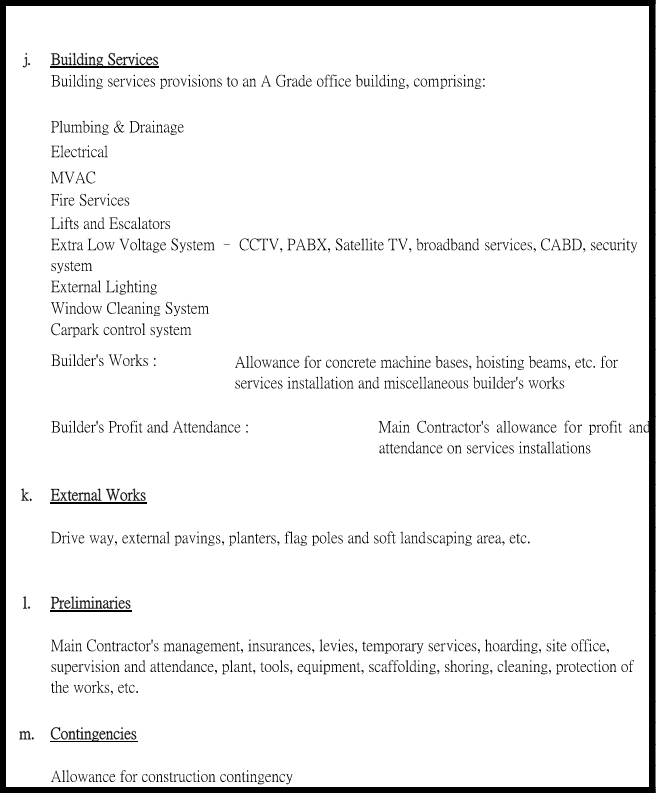 j. Building Services
Building services provisions to an A Grade office building, comprising:
Plumbing & Drainage
Electrical
MVAC
Fire Services
Lifts and Escalators
Extra Low Voltage System – CCTV, PABX, Satellite TV, broadband services, CABD, security
system
External Lighting
Window Cleaning System
Carpark control system
Builder's Works : Allowance for concrete machine bases, hoisting beams, etc. for
services installation and miscellaneous builder's works
Builder's Profit and Attendance : Main Contractor's allowance for profit and
attendance on services installations
k. External Works
Drive way, external pavings, planters, flag poles and soft landscaping area, etc.
l. Preliminaries
Main Contractor's management, insurances, levies, temporary services, hoarding, site office,
supervision and attendance, plant, tools, equipment, scaffolding, shoring, cleaning, protection of
the works, etc.
m. Contingencies
Allowance for construction contingency